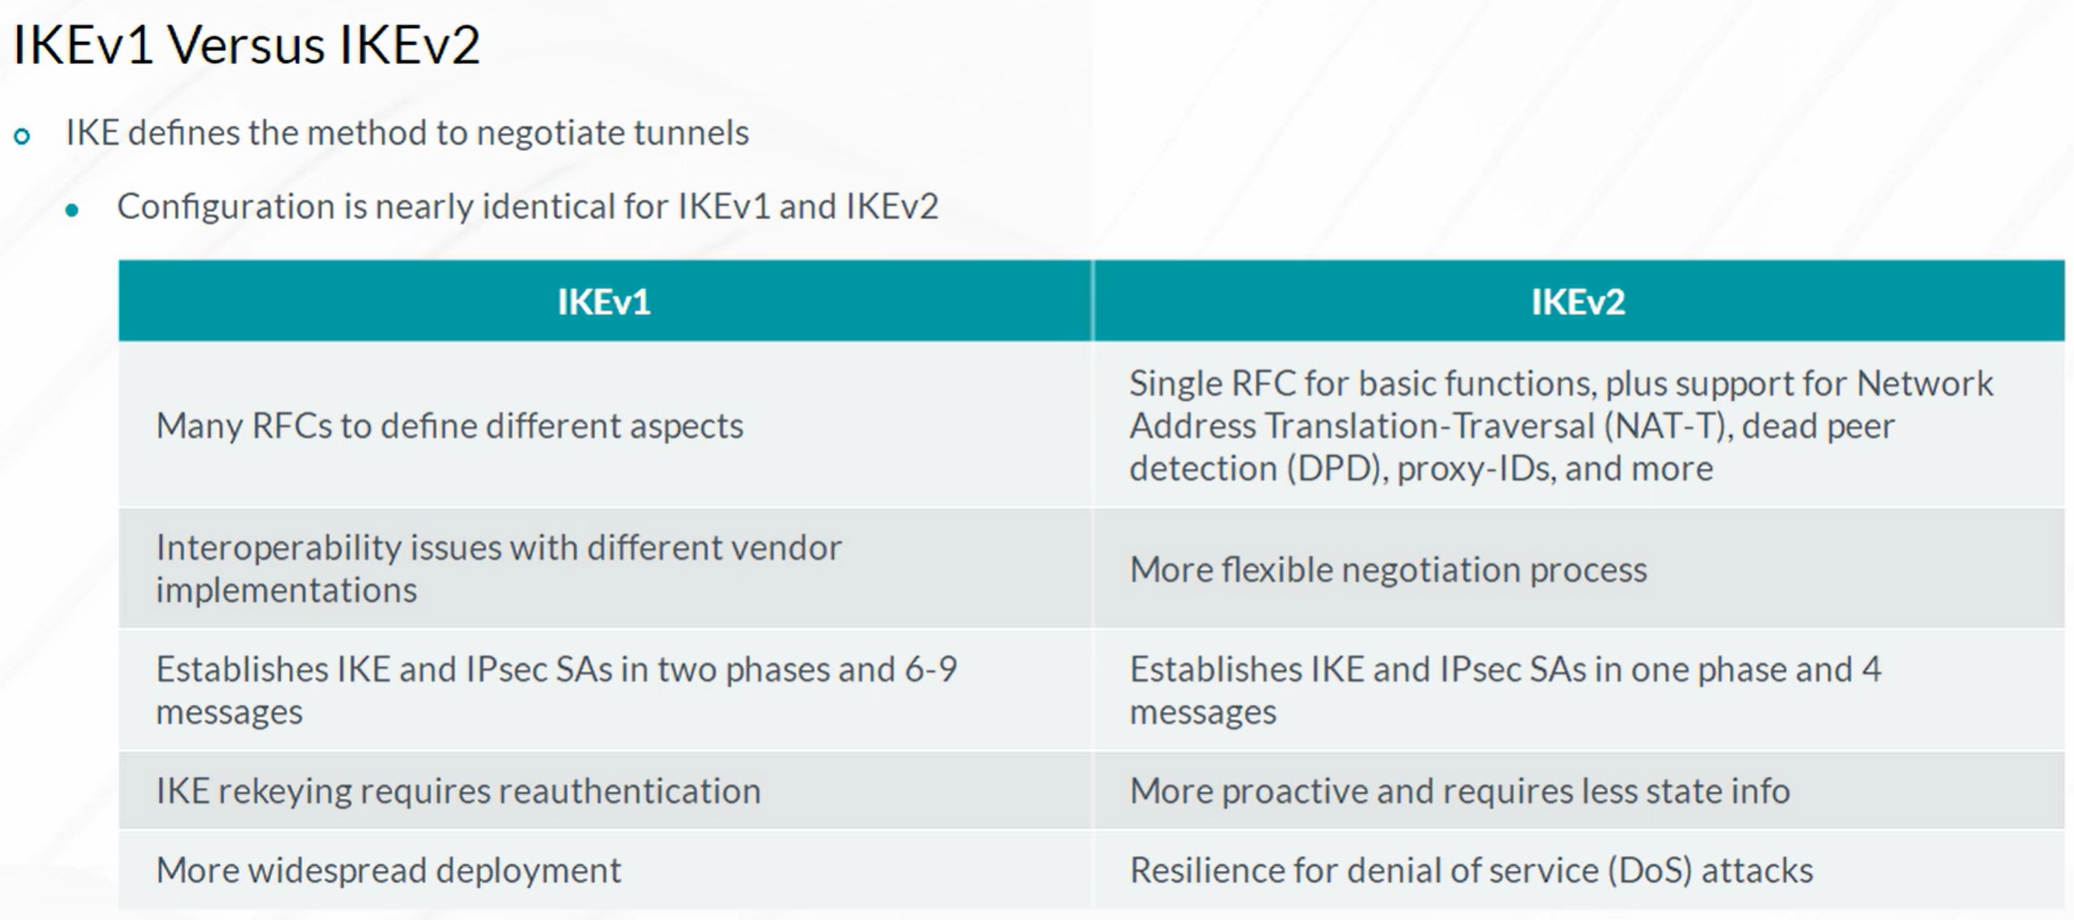 IKEv1 Versus IKEv2
IKE defines the method to negotiate tunnels
Configuration is nearly identical for IKEv1 and IKEv2
IKEv1
IKEv2
Many RFCs to define different aspects
Single RFC for basic functions, plus support for Network
Address Translation-Traversal (NAT-T), dead peer
detection (DPD), proxy-IDs, and more
Interoperability issues with different vendor
implementations
More flexible negotiation process
Establishes IKE and IPsec SAs in two phases and 6-9
messages
Establishes IKE and IPsec SAs in one phase and 4
messages
IKE rekeying requires reauthentication
More proactive and requires less state info
More widespread deployment
Resilience for denial of service (DoS) attacks